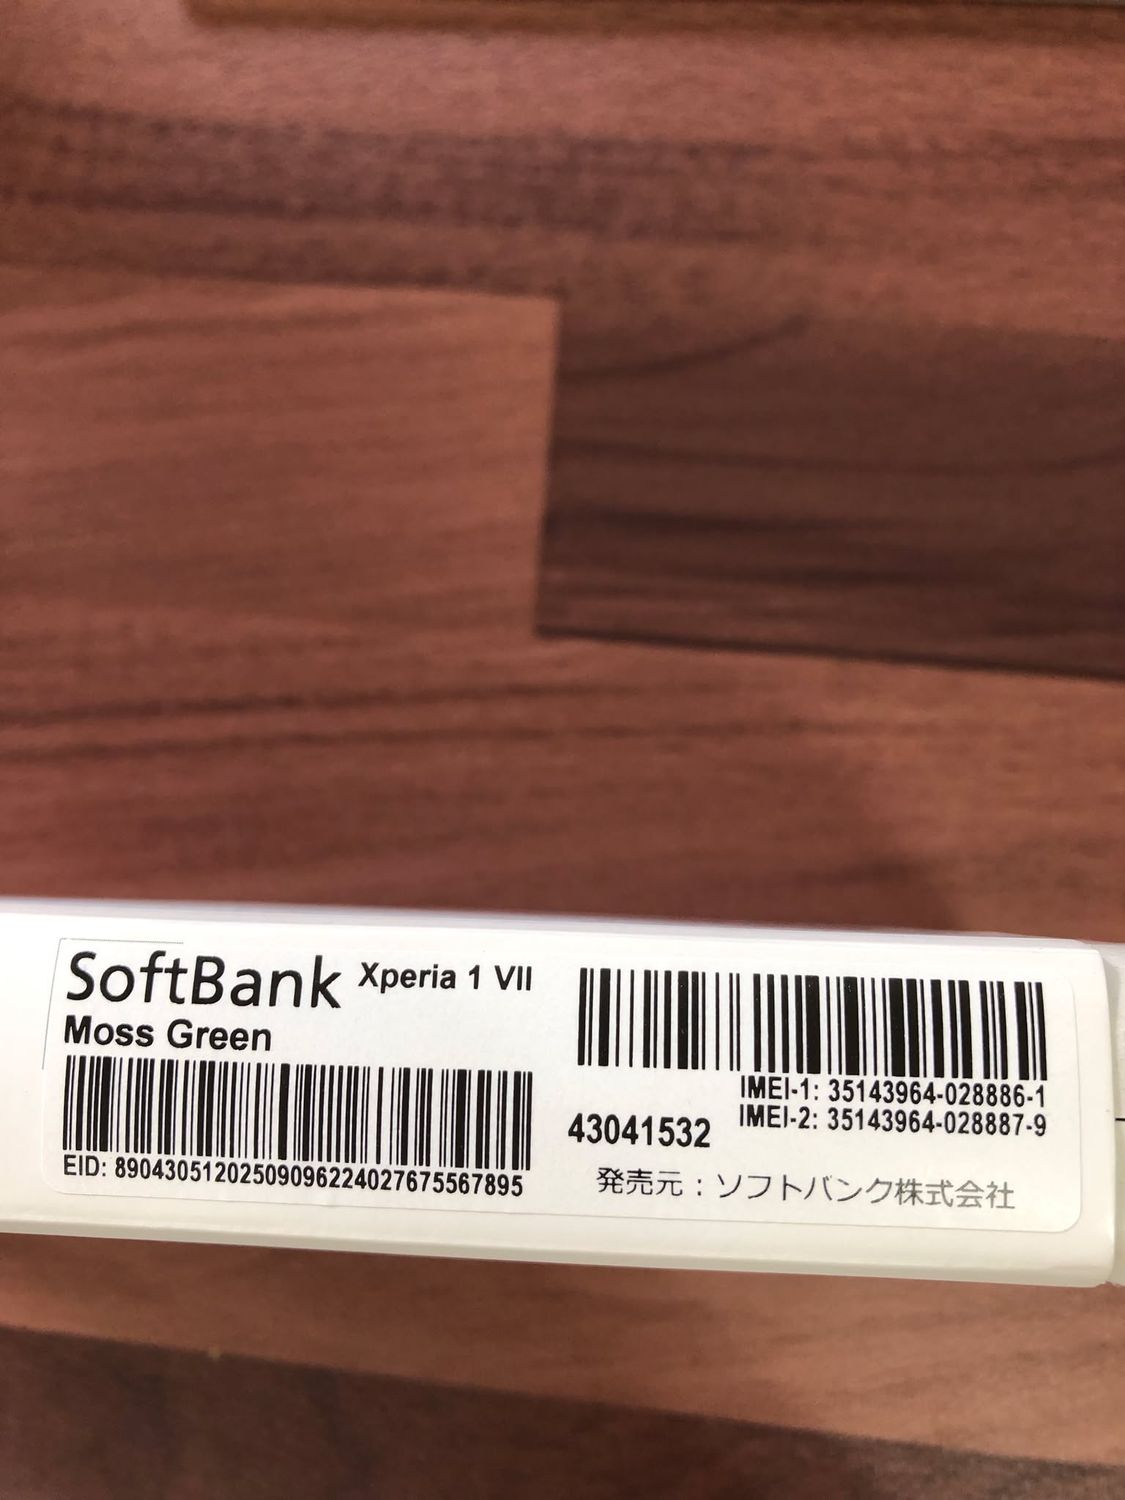 SoftBank Xperia 1 VII
Moss Green
EID: 89043051202509096224027675567895
IMEI-1: 35143964-028886-1
IMEI-2: 35143964-028887-9
43041532
発売元：ソフトバンク株式会社